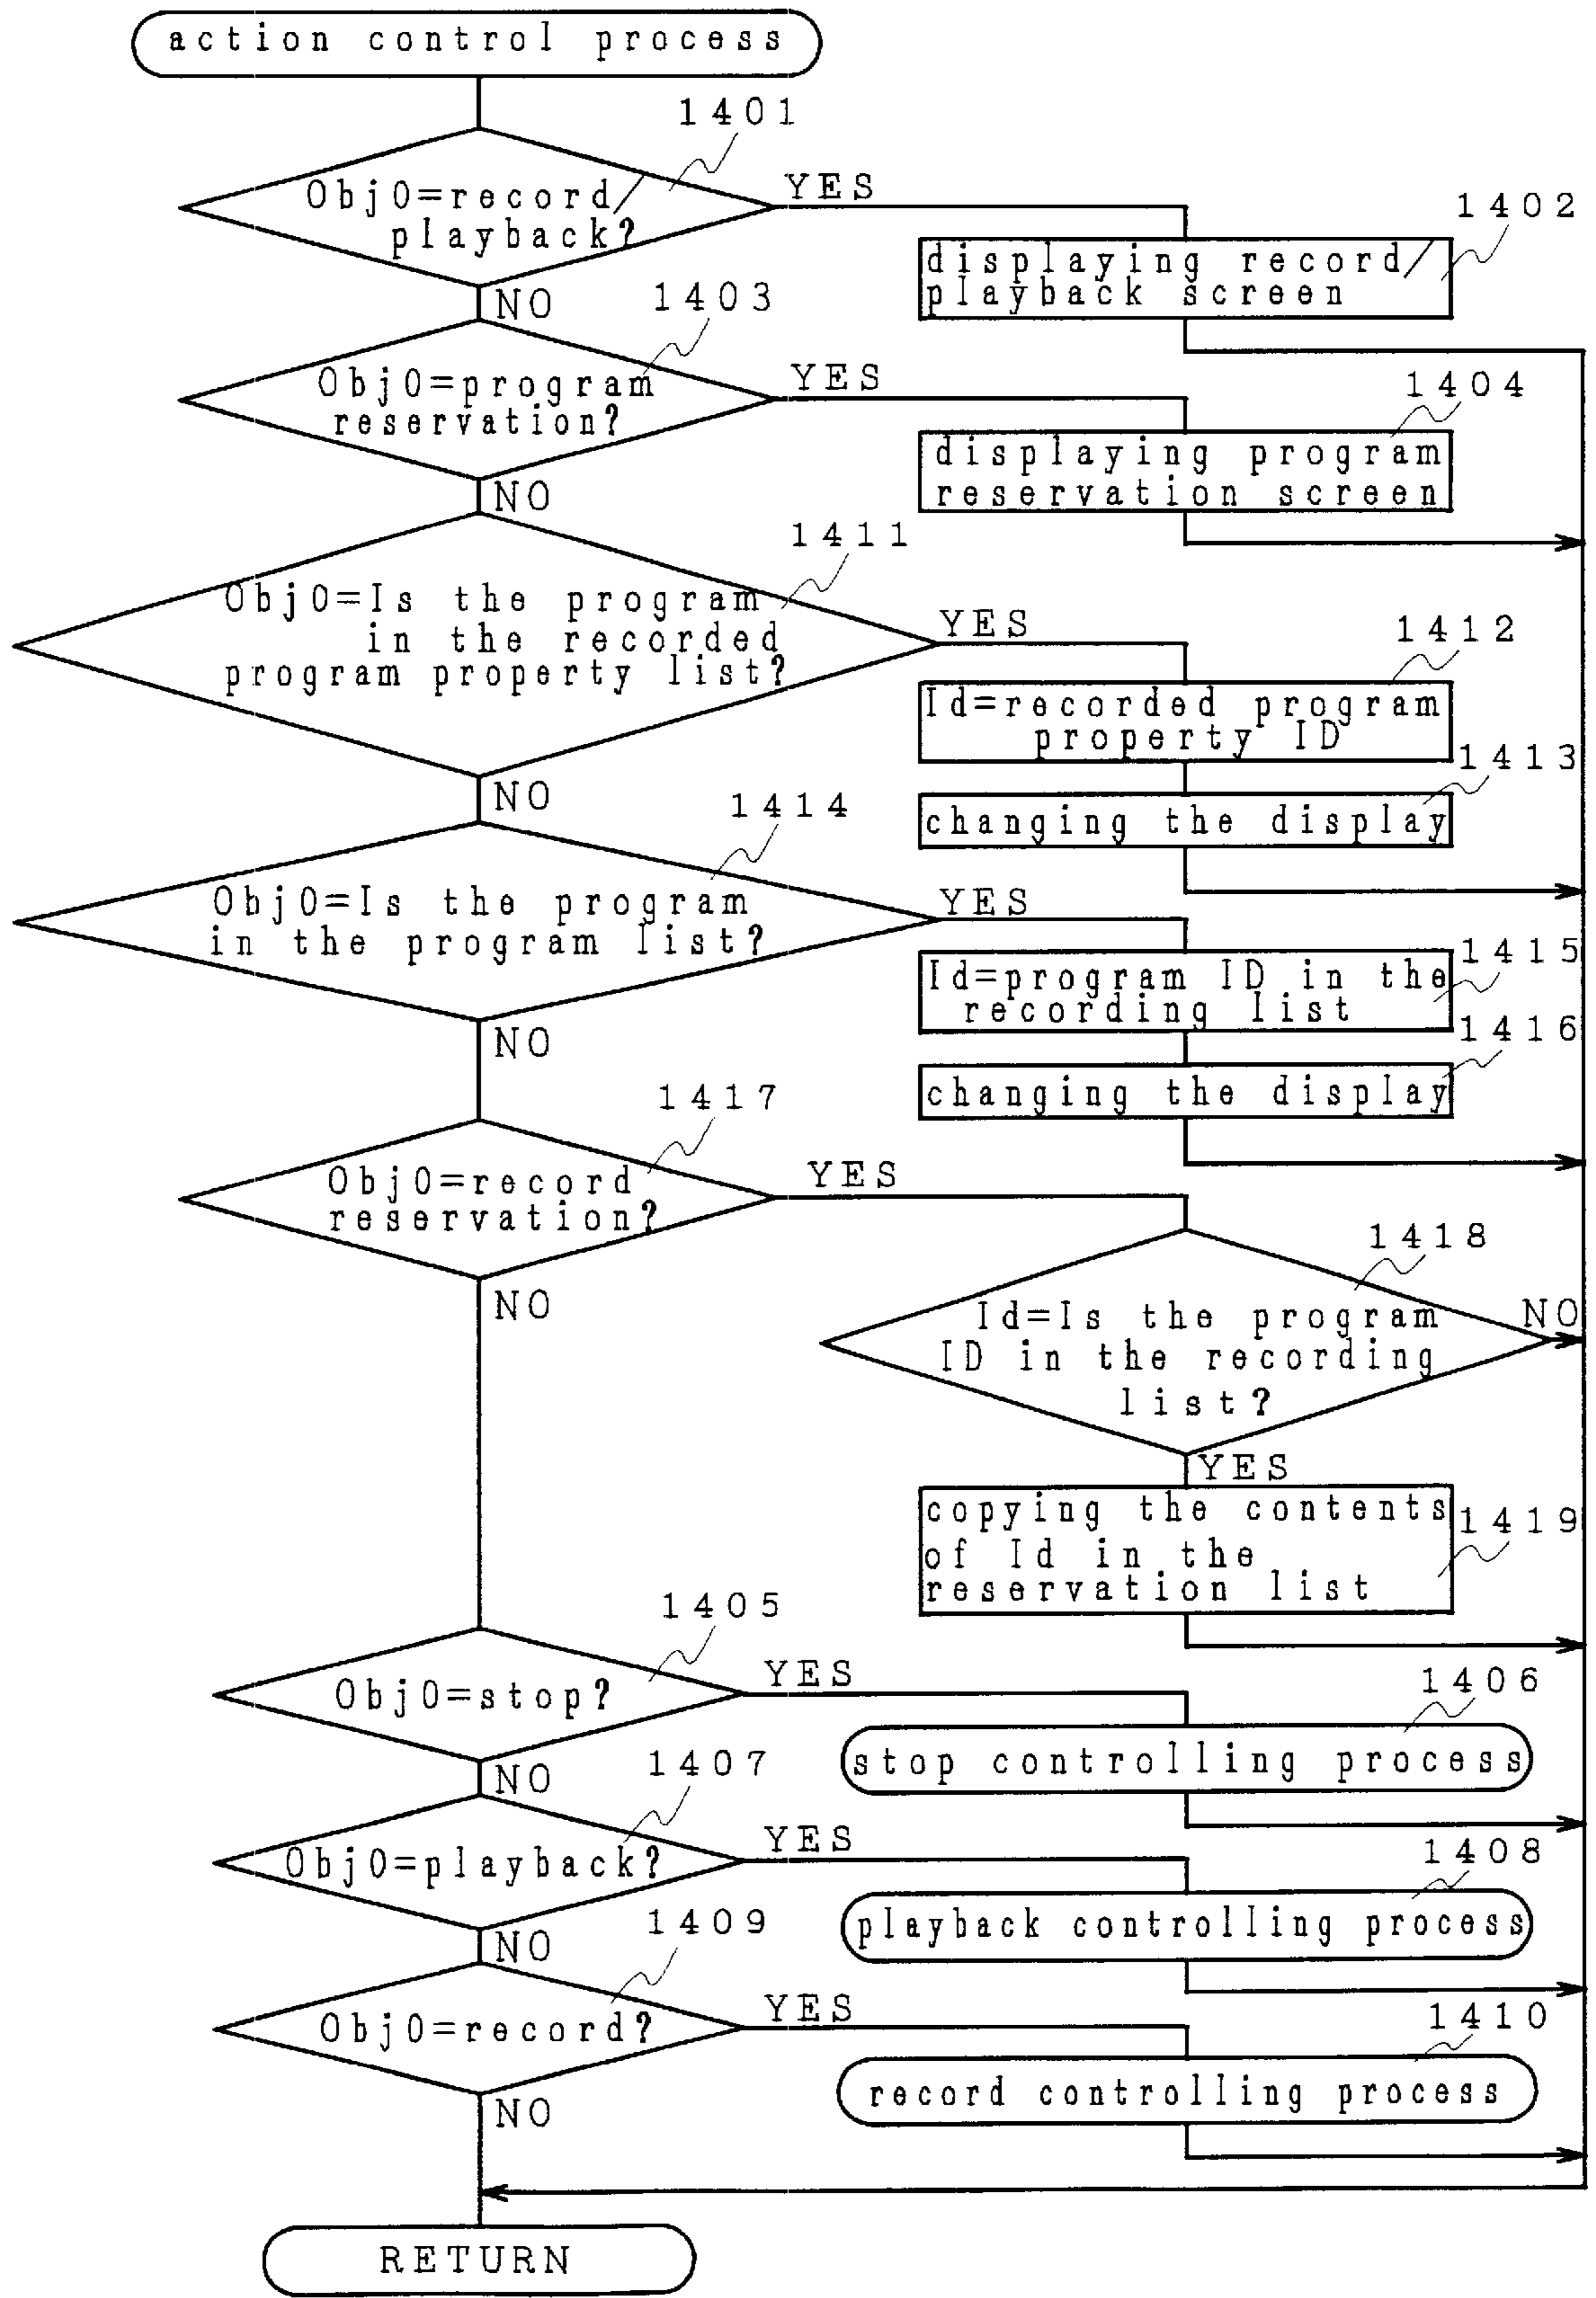 action control process
1401
Obj0=record/
playback?
YES
1402
displaying record/
playback screen
NO
1403
Obj0=program
reservation?
YES
1404
displaying program
reservation screen
NO
1411
Obj0=Is the program
in the recorded
program property list?
YES
1412
Id=recorded program
property ID
1413
changing the display
NO
1414
Obj0=Is the program
in the program list?
YES
1415
Id=program ID in the
recording list
1416
changing the display
NO
1417
Obj0=record
reservation?
YES
1418
Id=Is the program
ID in the recording
list?
NO
NO
YES
1419
copying the contents
of Id in the
reservation list
1405
Obj0=stop?
YES
1406
stop controlling process
NO
1407
Obj0=playback?
YES
1408
playback controlling process
NO
1409
Obj0=record?
YES
1410
record controlling process
NO
RETURN